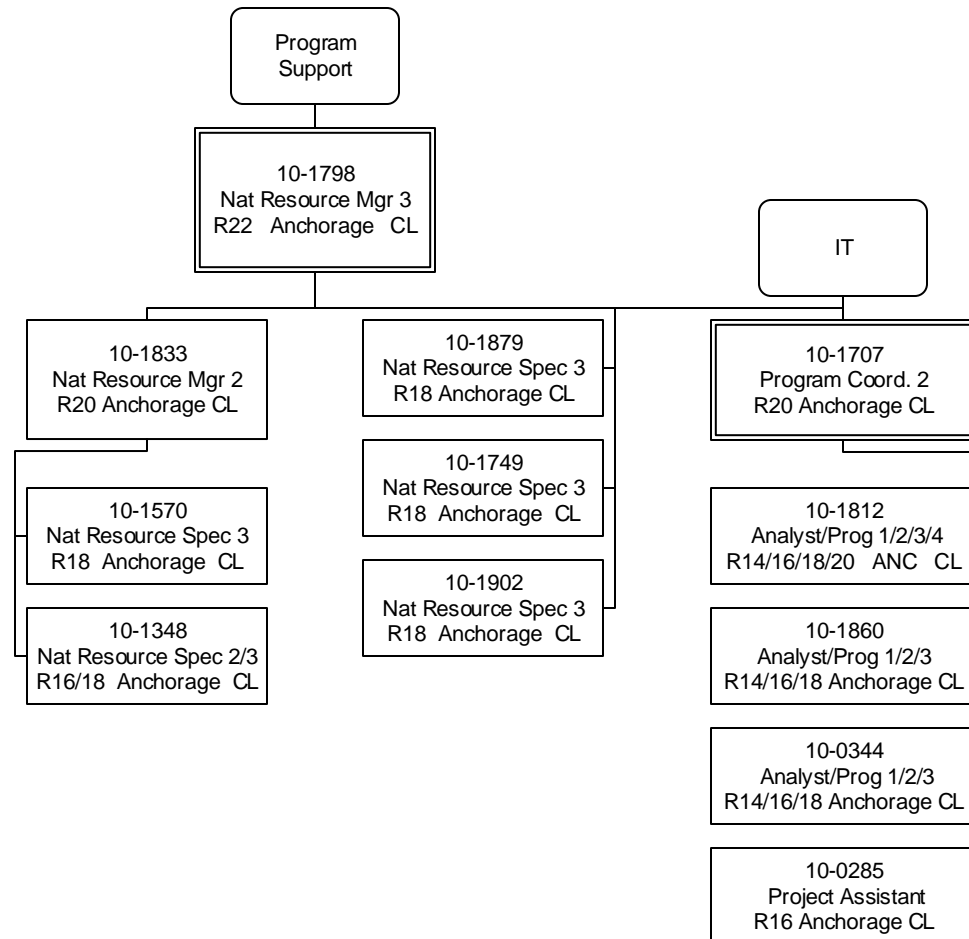 Program
Support
10-1798
Nat Resource Mgr 3
R22 Anchorage CL
IT
10-1833
Nat Resource Mgr 2
R20 Anchorage CL
10-1879
Nat Resource Spec 3
R18 Anchorage CL
10-1707
Program Coord. 2
R20 Anchorage CL
10-1749
Nat Resource Spec 3
R18 Anchorage CL
10-1570
Nat Resource Spec 3
R18 Anchorage CL
10-1812
Analyst/Prog 1/2/3/4
R14/16/18/20 ANC CL
10-1902
Nat Resource Spec 3
R18 Anchorage CL
10-1348
Nat Resource Spec 2/3
R16/18 Anchorage CL
10-1860
Analyst/Prog 1/2/3
R14/16/18 Anchorage CL
10-0344
Analyst/Prog 1/2/3
R14/16/18 Anchorage CL
10-0285
Project Assistant
R16 Anchorage CL